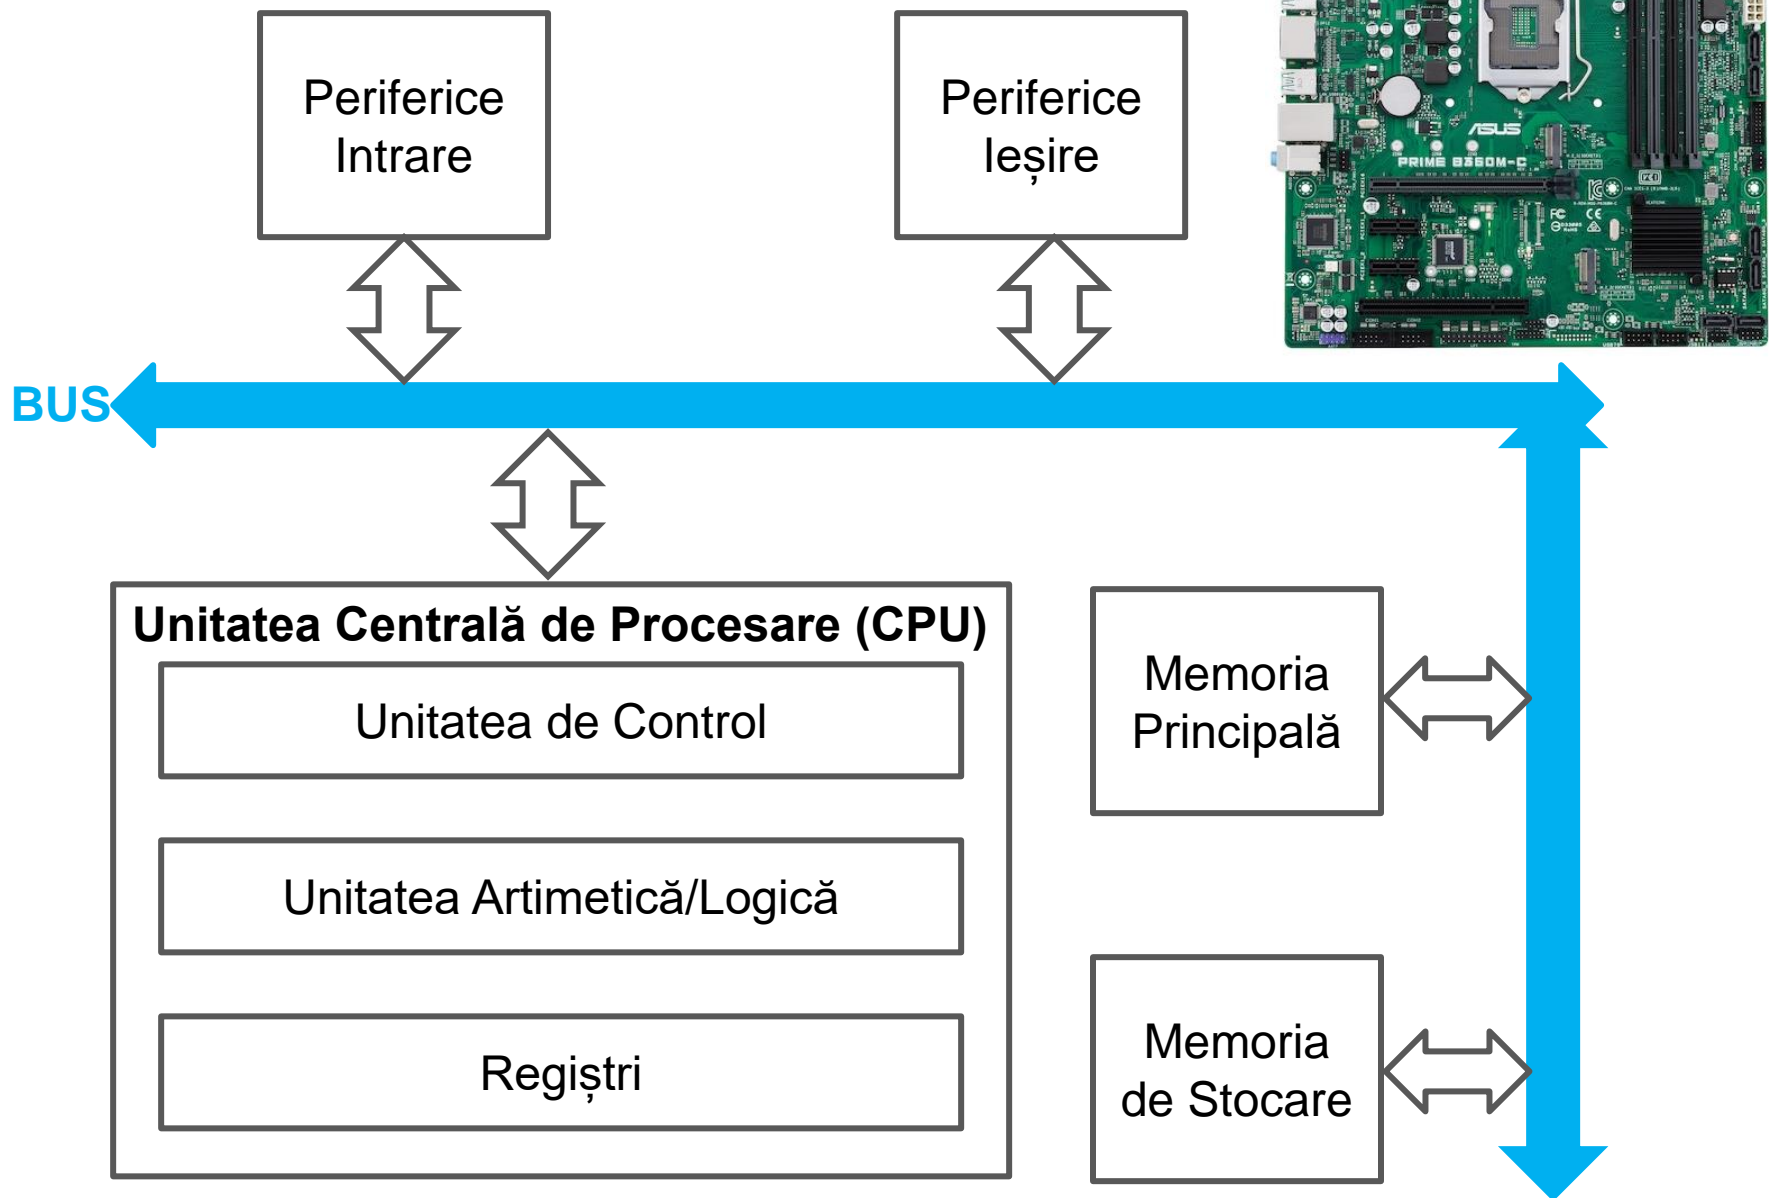 Periferice
Intrare
Periferice
Ieșire
ASUS
PRIME B360M-C
BUS
Unitatea Centrală de Procesare (CPU)
Unitatea de Control
Unitatea Artimetică/Logică
Regiștri
Memoria
Principală
Memoria
de Stocare